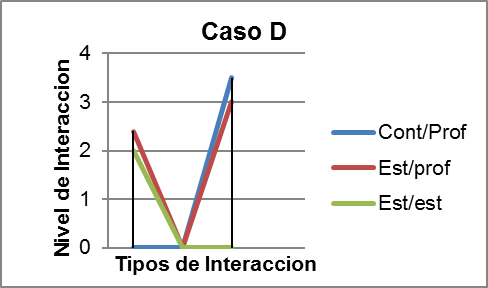 Caso D
Nivel de Interaccion
4
3
2
1
0
Tipos de Interaccion
Cont/Prof
Est/prof
Est/est